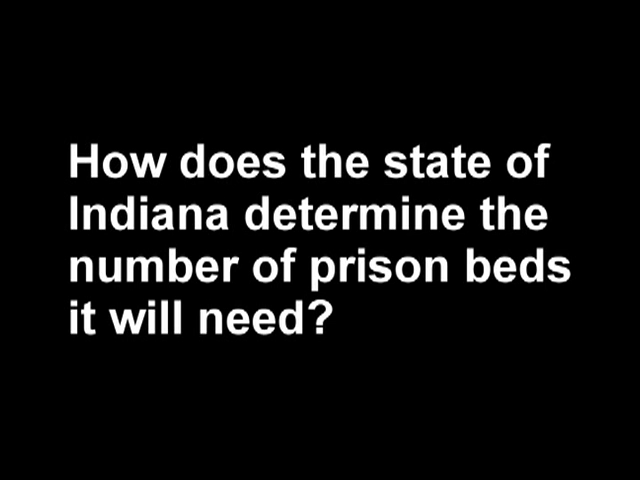 How does the state of
Indiana determine the
number of prison beds
it will need?